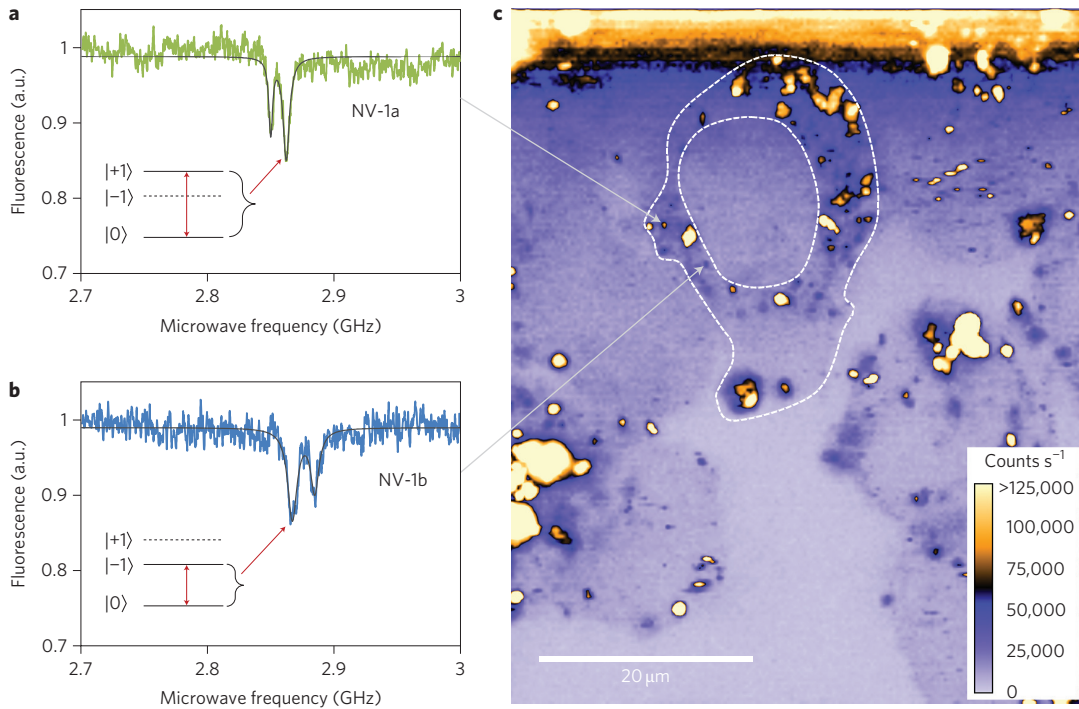 a
1
0.9
0.8
0.7
Fluorescence (a.u.)
NV-1a
|+1⟩
|−1⟩
|0⟩
2.7
2.8
2.9
3
Microwave frequency (GHz)
b
1
0.9
0.8
0.7
Fluorescence (a.u.)
NV-1b
|+1⟩
|−1⟩
|0⟩
2.7
2.8
2.9
3
Microwave frequency (GHz)
c
20 µm
Counts s⁻¹
>125,000
100,000
75,000
50,000
25,000
0